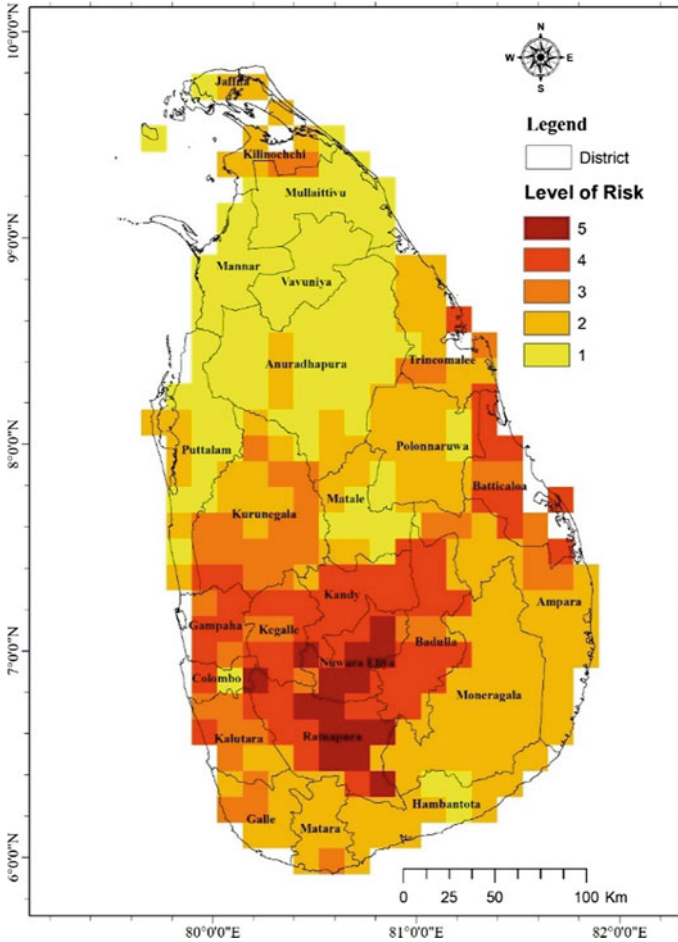 10°0'0"N
9°0'0"N
8°0'0"N
7°0'0"N
6°0'0"N
N
W E
S
Legend
District
Level of Risk
5
4
3
2
1
Jaffna
Kilinochchi
Mullaittivu
Mannar
Vavuniya
Anuradhapura
Trincomalee
Puttalam
Polonnaruwa
Batticaloa
Kurunegala
Matale
Kandy
Ampara
Gampaha
Kegalle
Nuwara Eliya
Badulla
Colombo
Moneragala
Kalutara
Ratnapura
Hambantota
Galle
Matara
0 25 50 100 Km
80°0'0"E 81°0'0"E 82°0'0"E